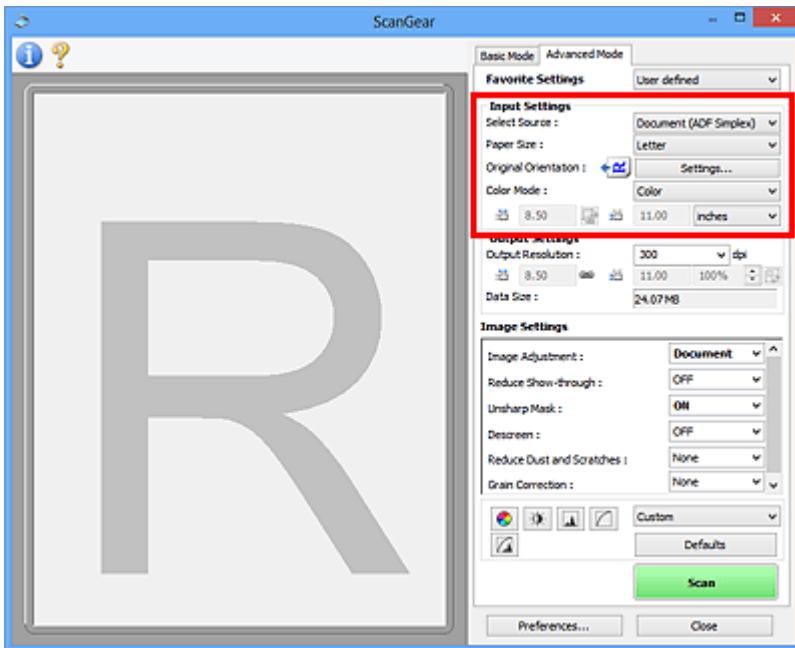 ScanGear
Basic Mode Advanced Mode
Favorite Settings User defined
Input Settings
Select Source : Document (ADF Simplex)
Paper Size : Letter
Original Orientation : R Settings...
Color Mode : Color
8.50 11.00 inches
Output Settings
Output Resolution : 300 dpi
8.50 11.00 100%
Data Size : 24.07 MB
Image Settings
Image Adjustment : Document
Reduce Show-through : OFF
Unsharp Mask : ON
Descreen : OFF
Reduce Dust and Scratches : None
Grain Correction : None
Custom
Defaults
Scan
Preferences... Close
R